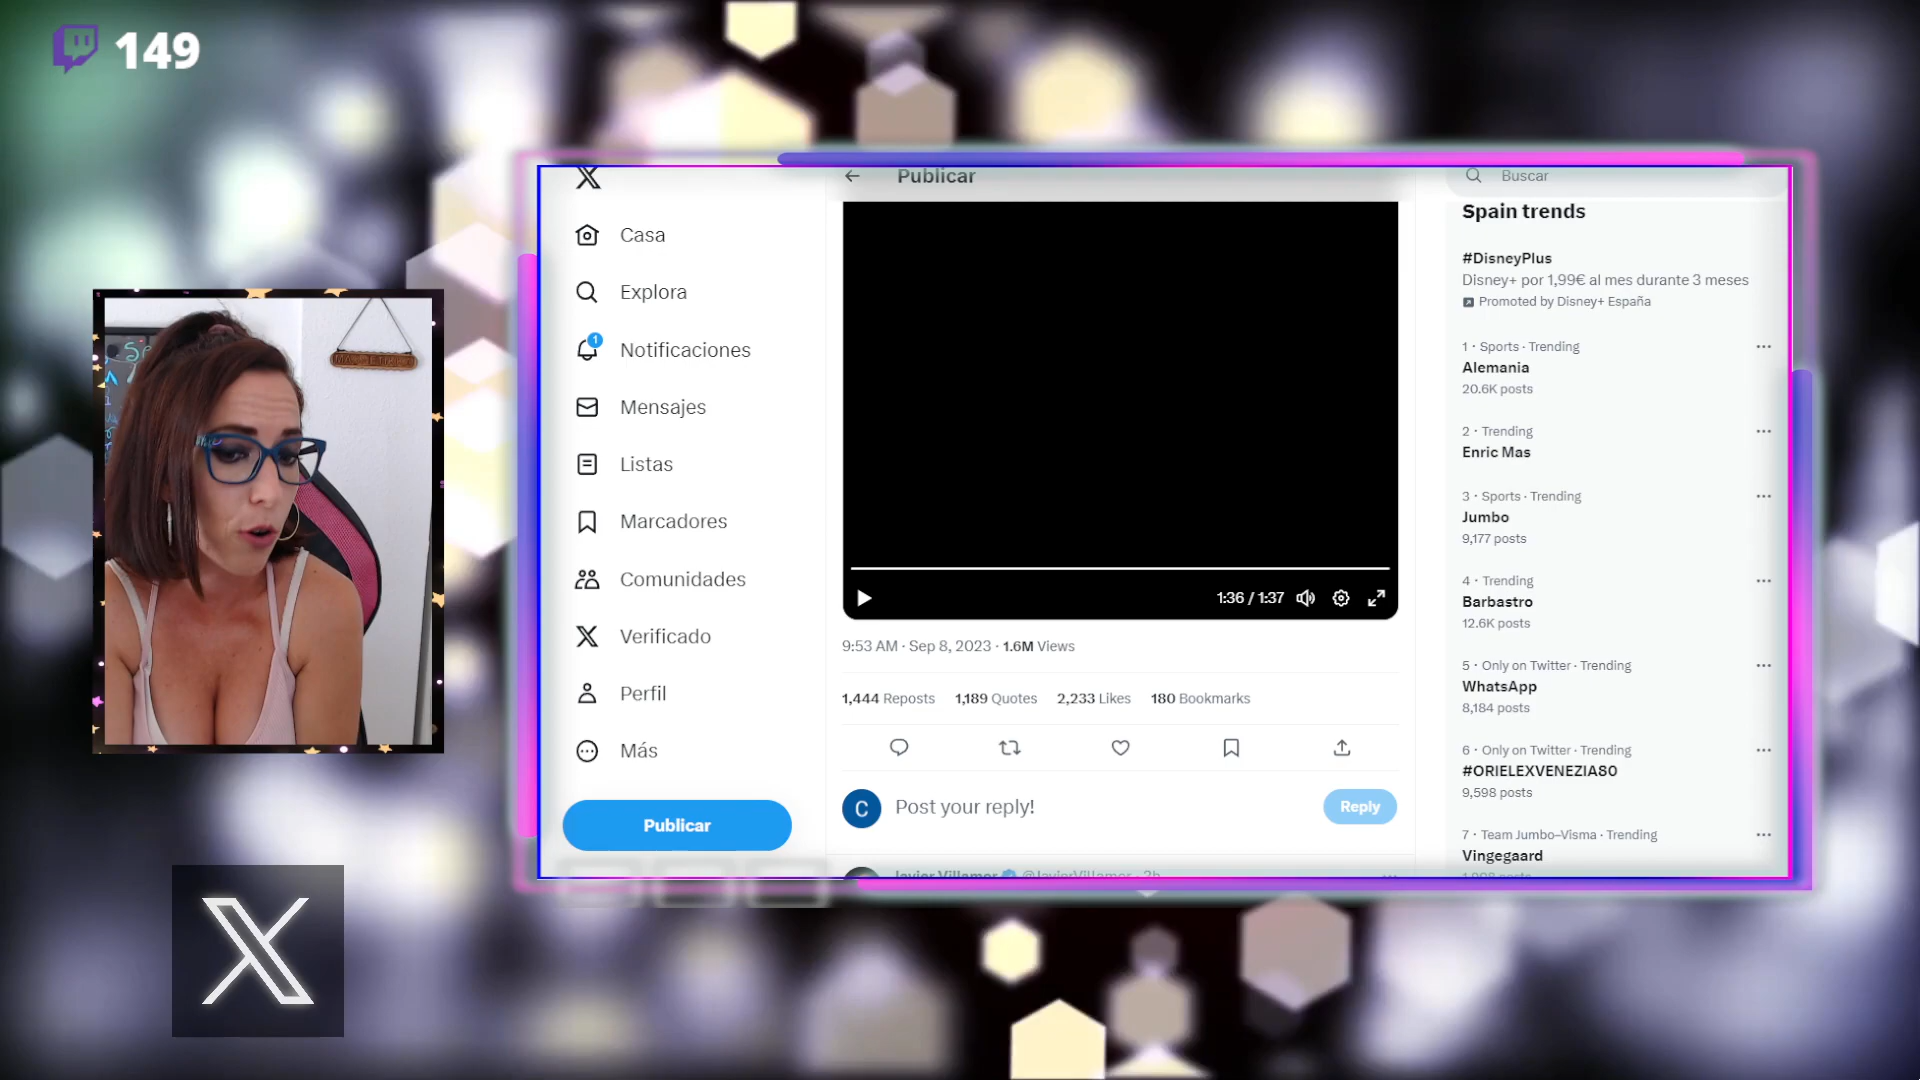 149
Publicar
Buscar
Casa
Explora
1
Notificaciones
Mensajes
Listas
Marcadores
Comunidades
Verificado
Perfil
Más
Publicar
1:36 / 1:37
9:53 AM · Sep 8, 2023 · 1.6M Views
1,444 Reposts 1,189 Quotes 2,233 Likes 180 Bookmarks
C
Post your reply!
Reply
Javier Villamor @JavierVillamor · 3h
Spain trends
#DisneyPlus
Disney+ por 1,99€ al mes durante 3 meses
Promoted by Disney+ España
1 · Sports · Trending
Alemania
20.6K posts
2 · Trending
Enric Mas
3 · Sports · Trending
Jumbo
9,177 posts
4 · Trending
Barbastro
12.6K posts
5 · Only on Twitter · Trending
WhatsApp
8,184 posts
6 · Only on Twitter · Trending
#ORIELEXVENEZIA80
9,598 posts
7 · Team Jumbo–Visma · Trending
Vingegaard